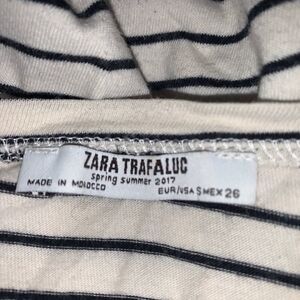 ZARA TRAFALUC
spring summer 2017
MADE IN MOROCCO
EUR/USA S MEX 26